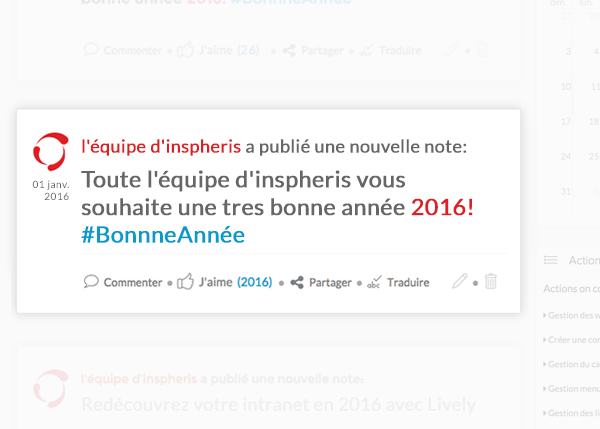 bonne année 2016! #BonnneAnnée
Commenter • J'aime (26) • Partager • Traduire •
dim lun
3 4
10 11
17 18
24 25
31
l'équipe d'inspheris a publié une nouvelle note:
01 janv.
2016
Toute l'équipe d'inspheris vous
souhaite une tres bonne année 2016!
#BonnneAnnée
Commenter • J'aime (2016) • Partager • abc Traduire •
Action
Actions on co
Gestion des w
Créer une con
Gestion du ca
Gestion menu
Gestion des li
l'équipe d'inspheris a publié une nouvelle note:
Redécouvrez votre intranet en 2016 avec Lively